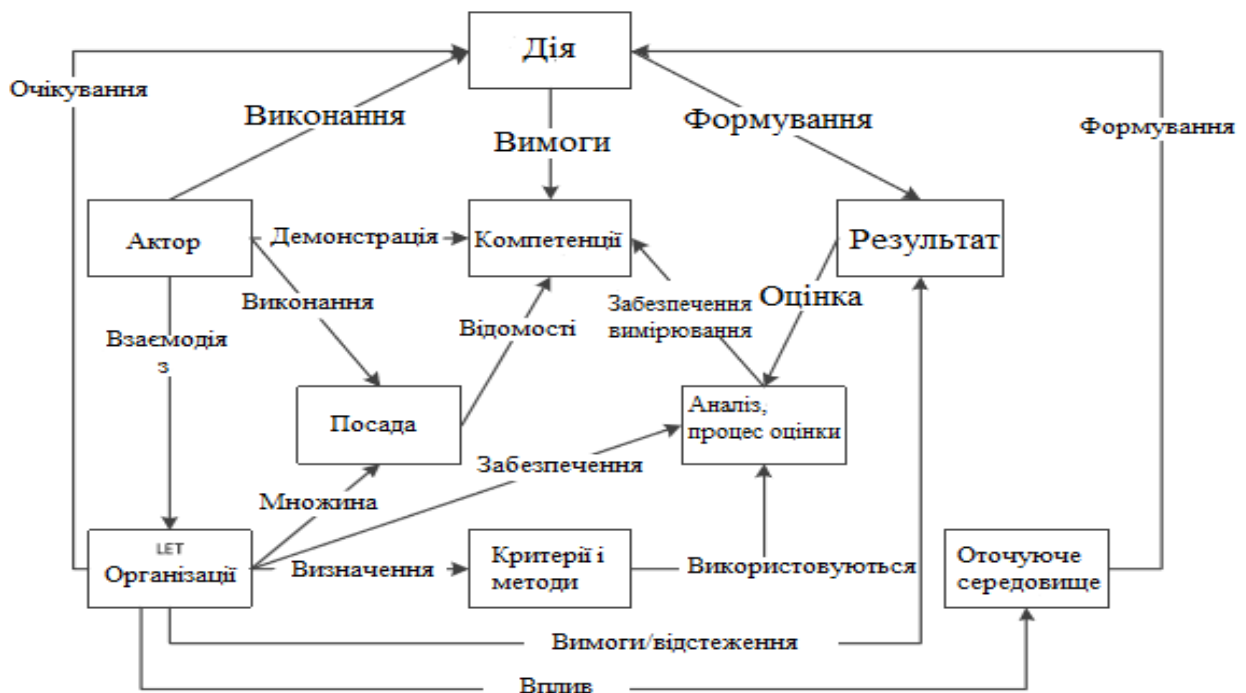 Дія
Очікування
Виконання
Формування
Формування
Вимоги
Актор
Демонстрація
Компетенції
Результат
Виконання
Відомості
Забезпечення
вимірювання
Оцінка
Взаємодія
з
Посада
Аналіз,
процес оцінки
Забезпечення
Множина
LET
Організації
Визначення
Критерії і
методи
Використовуються
Оточуюче
середовище
Вимоги/відстеження
Вплив